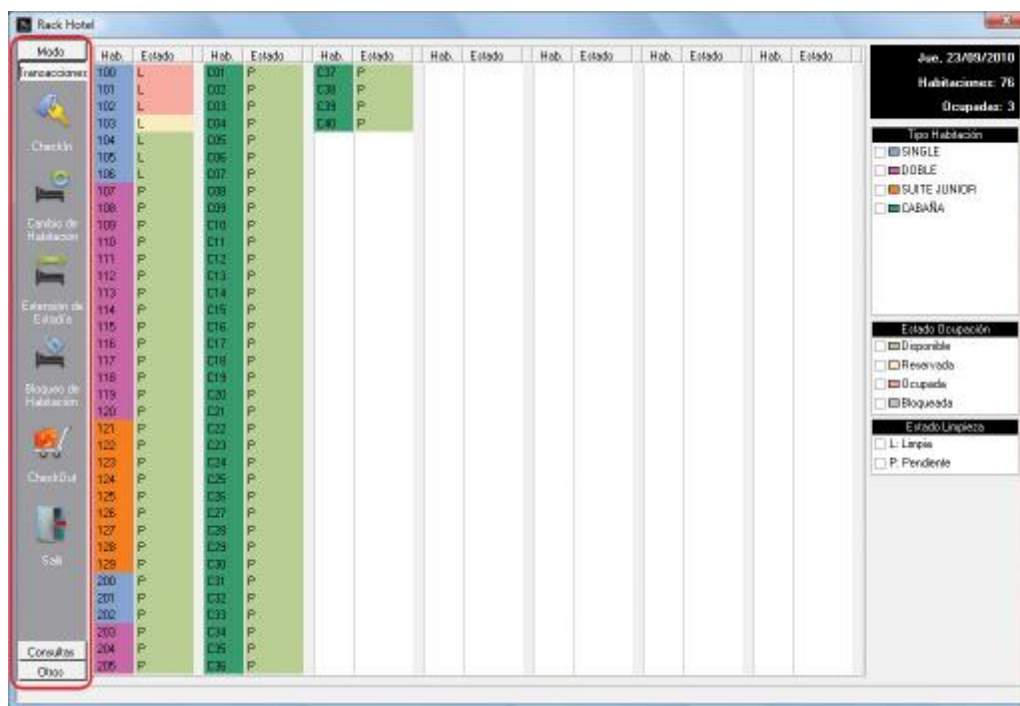 Rack Hotel
Modo
Transacciones
CheckIn
Cambio de
Habitación
Extensión de
Estadía
Bloqueo de
Habitación
CheckOut
Salir
Consultas
Otros
Hab. Estado Hab. Estado Hab. Estado Hab. Estado Hab. Estado Hab. Estado Hab. Estado
100 L C01 P C37 P
101 L C02 P C38 P
102 L C03 P C39 P
103 L C04 P C40 P
104 L C05 P
105 L C06 P
106 L C07 P
107 P C08 P
108 P C09 P
109 P C10 P
110 P C11 P
111 P C12 P
112 P C13 P
113 P C14 P
114 P C15 P
115 P C16 P
116 P C17 P
117 P C18 P
118 P C19 P
119 P C20 P
120 P C21 P
121 P C22 P
122 P C23 P
123 P C24 P
124 P C25 P
125 P C26 P
126 P C27 P
127 P C28 P
128 P C29 P
129 P C30 P
200 P C31 P
201 P C32 P
202 P C33 P
203 P C34 P
204 P C35 P
205 P C36 P
Jue, 23/09/2010
Habitaciones: 76
Ocupadas: 3
Tipo Habitación
SINGLE
DOBLE
SUITE JUNIOR
CABAÑA
Estado Ocupación
Disponible
Reservada
Ocupada
Bloqueada
Estado Limpieza
L: Limpia
P: Pendiente